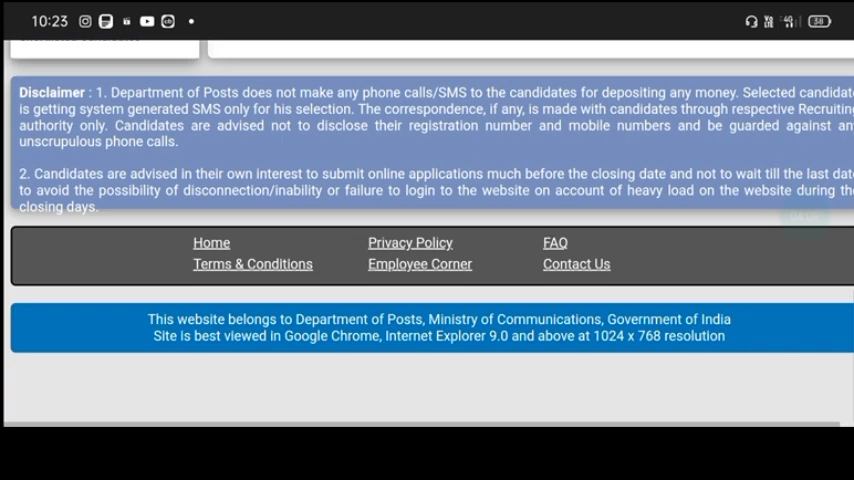 10:23
38
Disclaimer : 1. Department of Posts does not make any phone calls/SMS to the candidates for depositing any money. Selected candidat
is getting system generated SMS only for his selection. The correspondence, if any, is made with candidates through respective Recruiting
authority only. Candidates are advised not to disclose their registration number and mobile numbers and be guarded against an
unscrupulous phone calls.
2. Candidates are advised in their own interest to submit online applications much before the closing date and not to wait till the last dat
to avoid the possibility of disconnection/inability or failure to login to the website on account of heavy load on the website during th
closing days.
Home Privacy Policy FAQ
Terms & Conditions Employee Corner Contact Us
This website belongs to Department of Posts, Ministry of Communications, Government of India
Site is best viewed in Google Chrome, Internet Explorer 9.0 and above at 1024 x 768 resolution